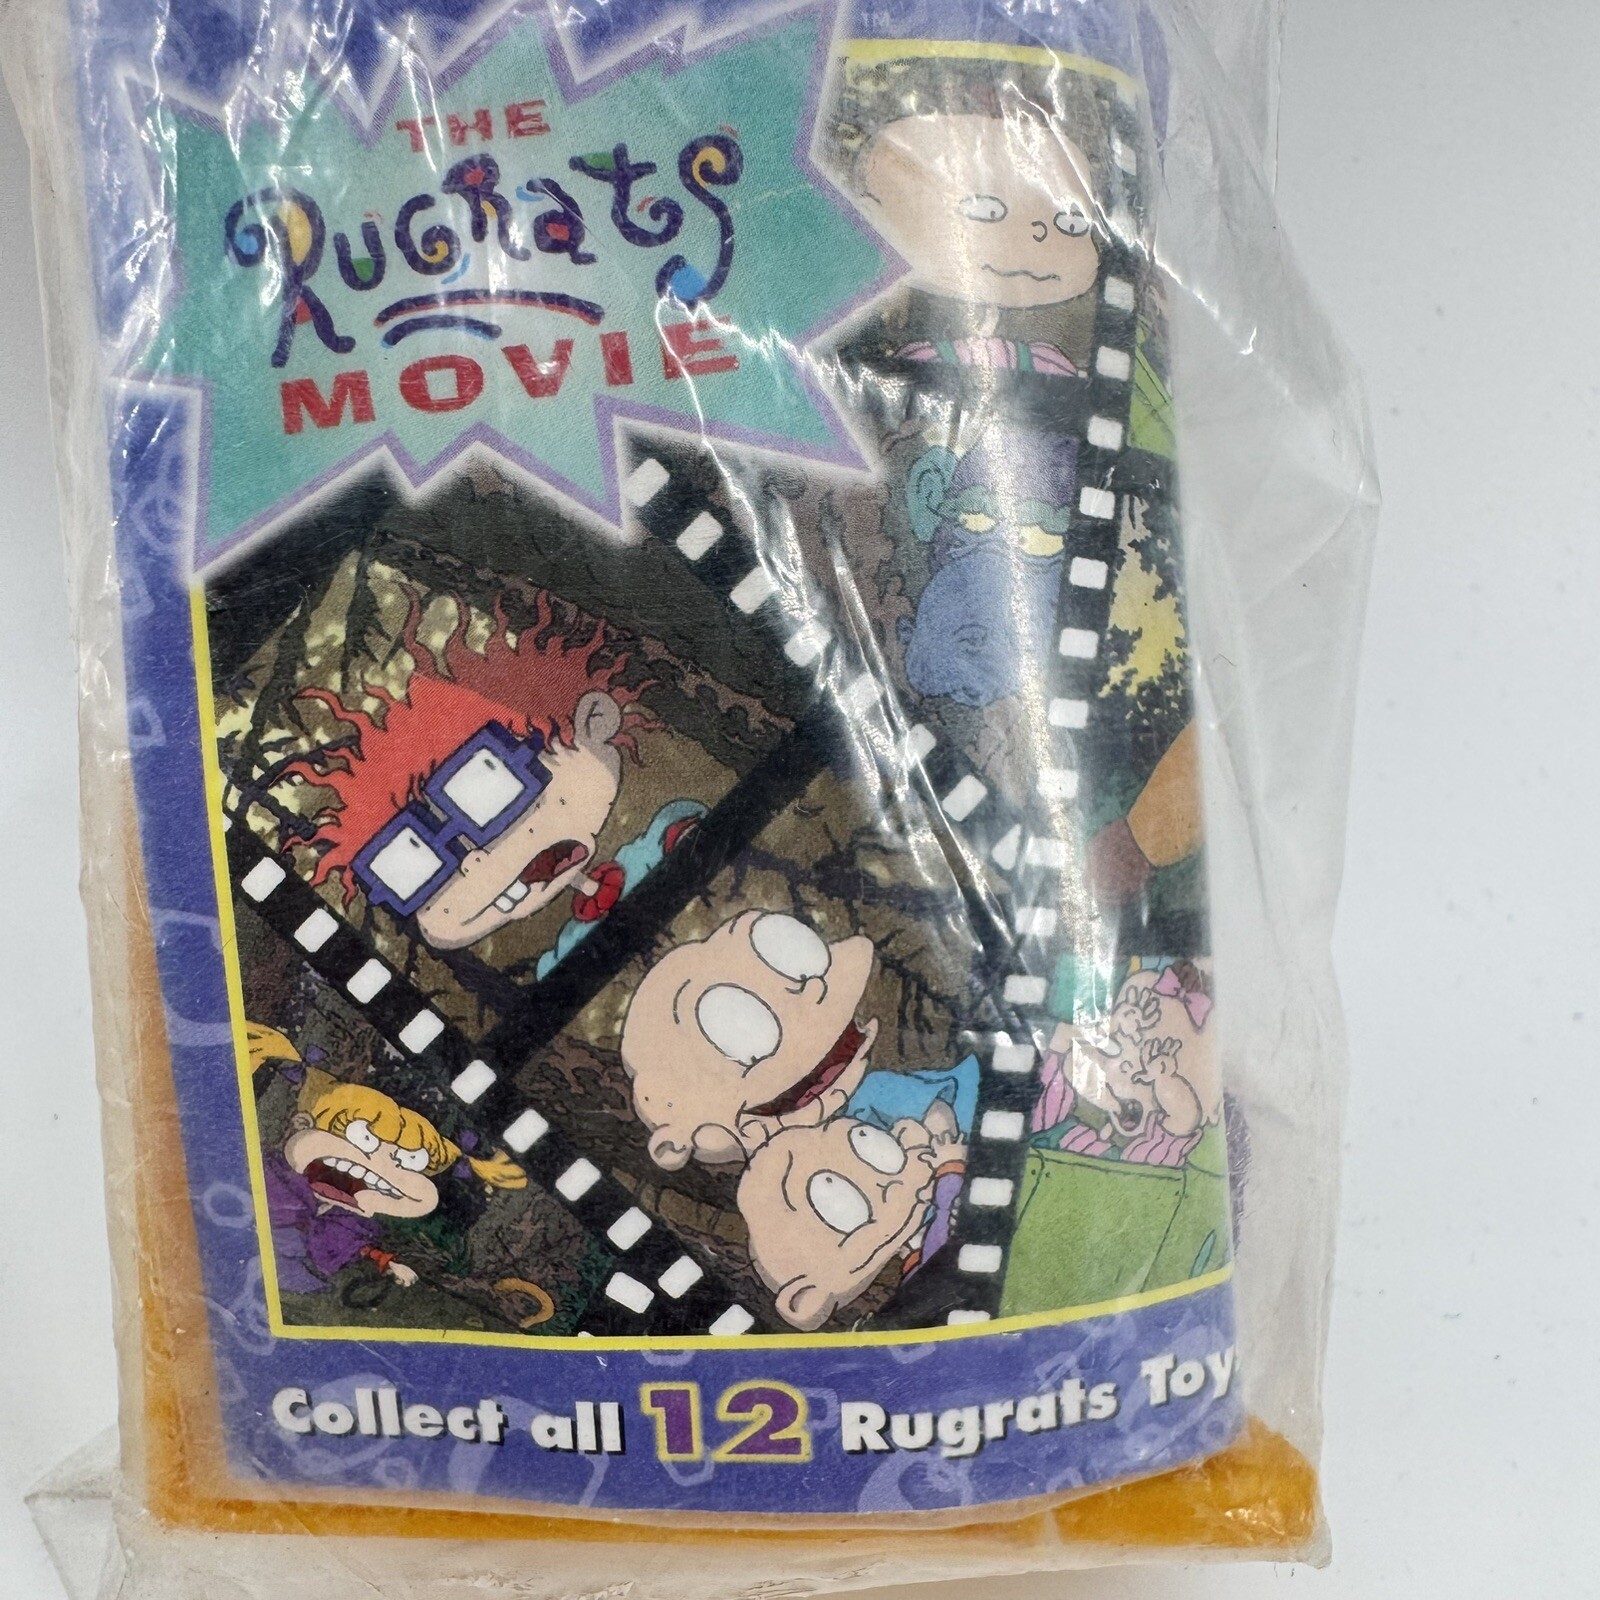 THE
RUGRATS
MOVIE
Collect all 12 Rugrats Toy